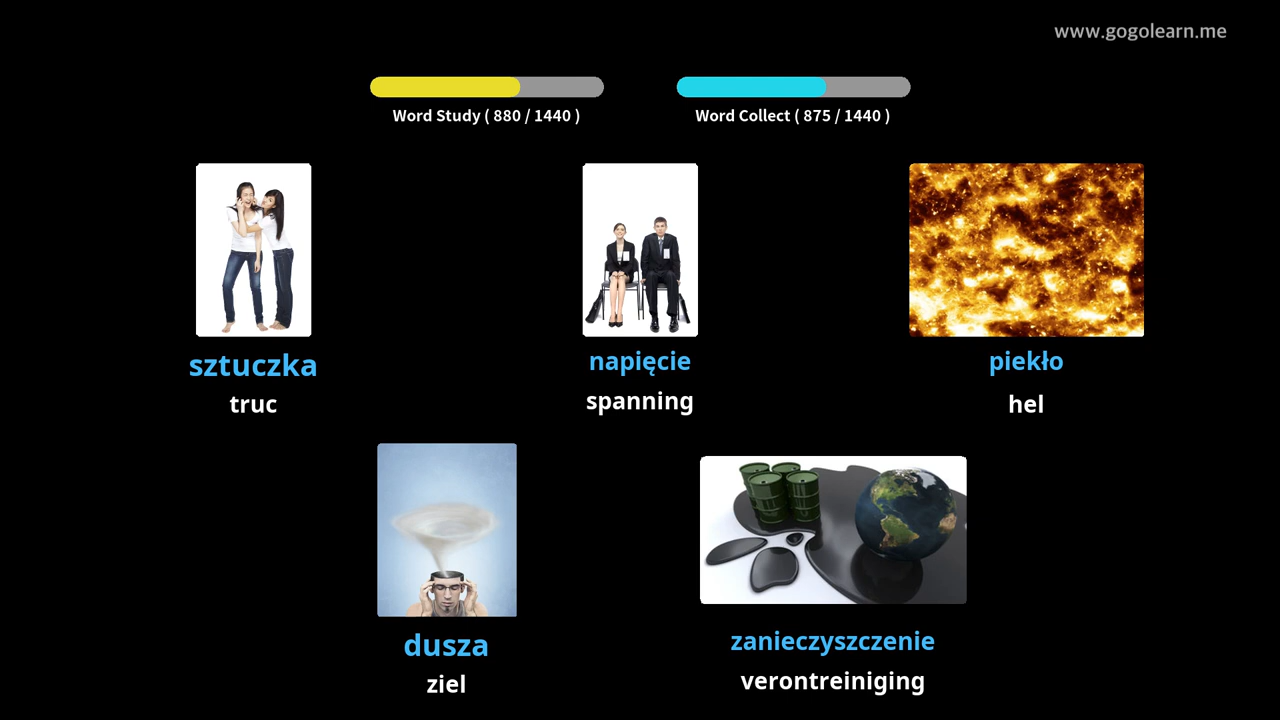 www.gogolearn.me
Word Study ( 880 / 1440 )
Word Collect ( 875 / 1440 )
sztuczka
truc
napięcie
spanning
piekło
hel
dusza
ziel
zanieczyszczenie
verontreiniging